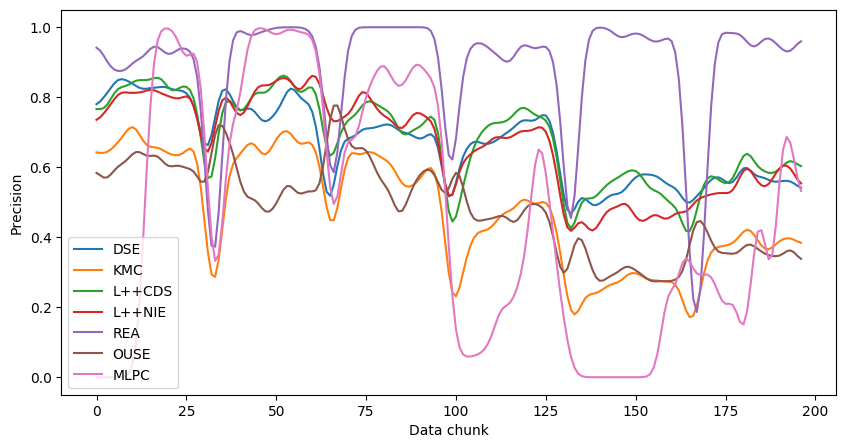 1.0
0.8
0.6
0.4
0.2
0.0
Precision
DSE
KMC
L++CDS
L++NIE
REA
OUSE
MLPC
0 25 50 75 100 125 150 175 200
Data chunk